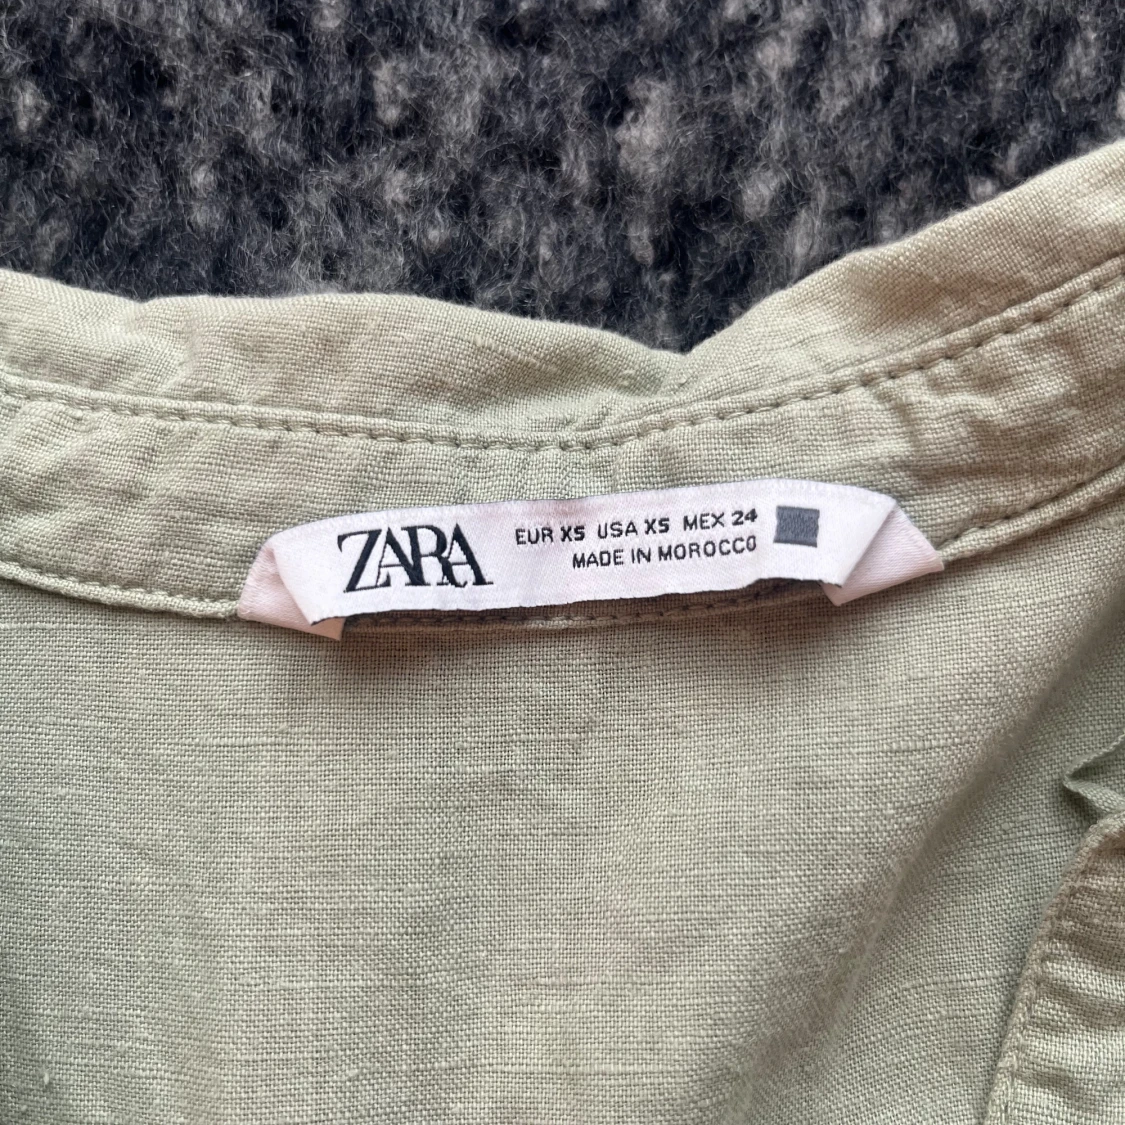 ZARA
EUR XS USA XS MEX 24
MADE IN MOROCCO